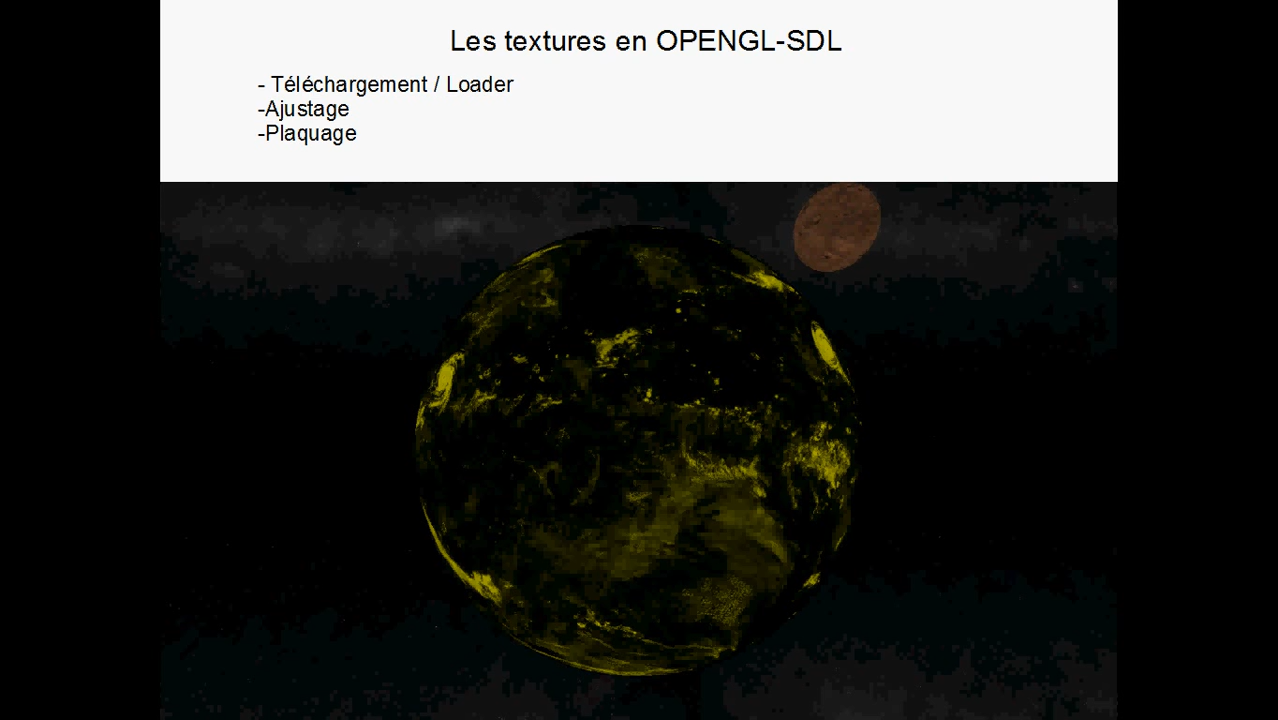 Les textures en OPENGL-SDL
- Téléchargement / Loader
-Ajustage
-Plaquage